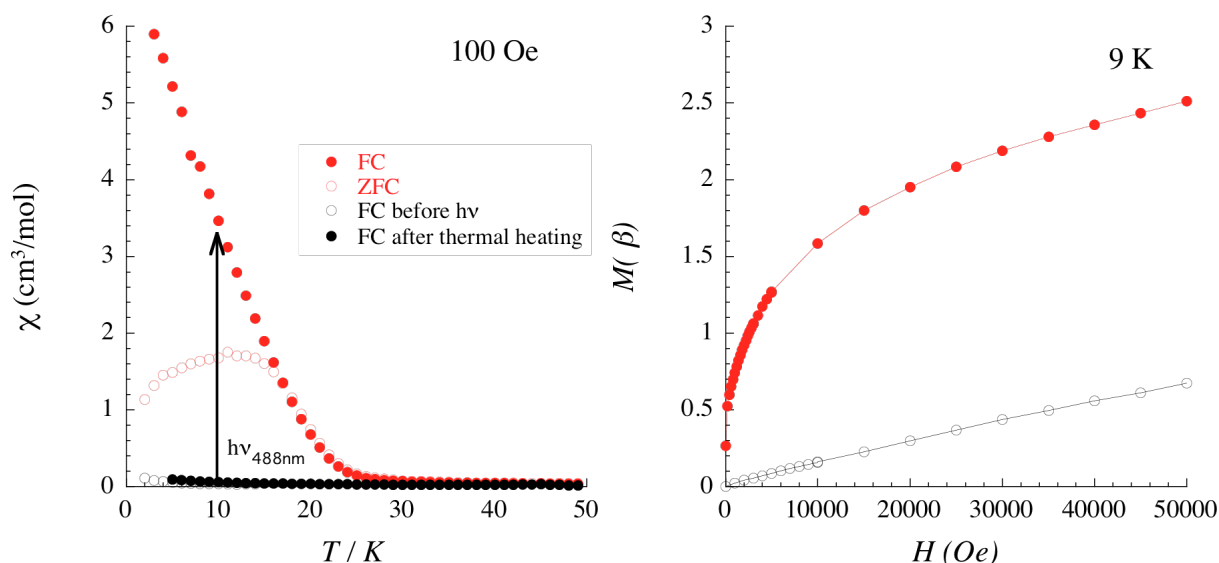 6
5
4
3
2
1
0
0
10
20
30
40
50
χ (cm³/mol)
T / K
100 Oe
FC
ZFC
FC before hν
FC after thermal heating
hν488nm
3
2.5
2
1.5
1
0.5
0
0
10000
20000
30000
40000
50000
M( β)
H (Oe)
9 K